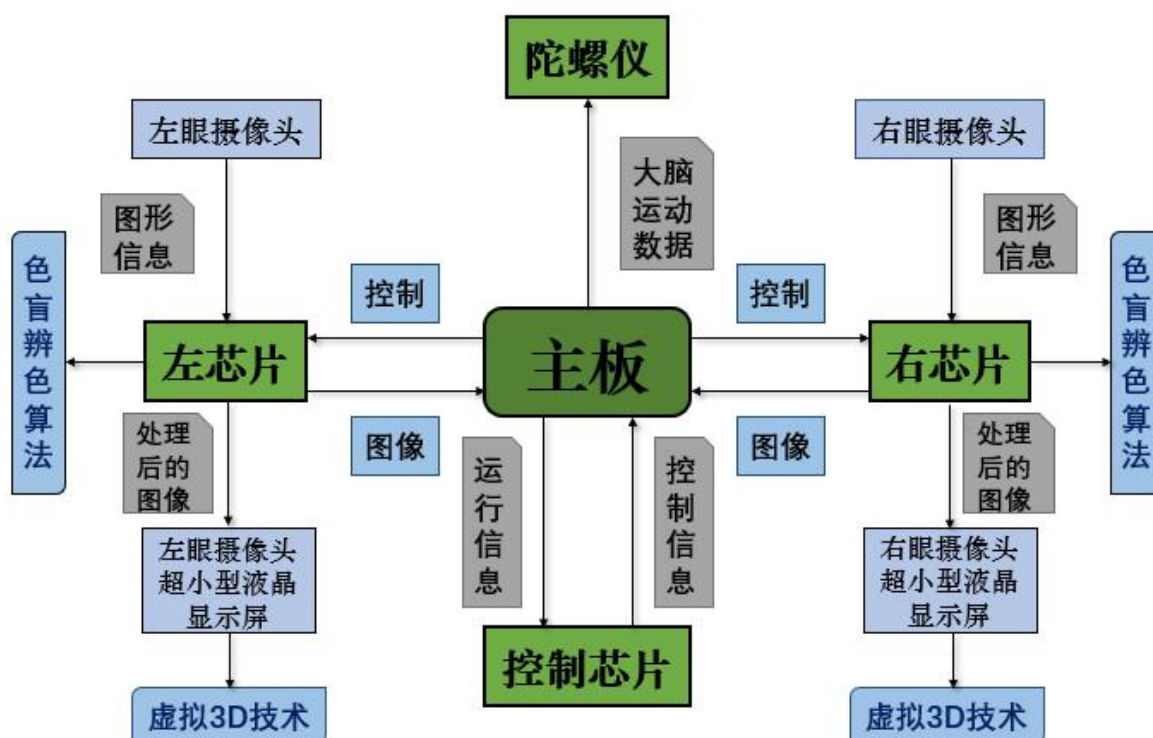 陀螺仪
左眼摄像头
右眼摄像头
大脑
运动
数据
图形
信息
图形
信息
色盲辨色算法
控制
控制
色盲辨色算法
左芯片
主板
右芯片
处理
后的
图像
图像
图像
处理
后的
图像
运行信息
控制信息
左眼摄像头
超小型液晶
显示屏
右眼摄像头
超小型液晶
显示屏
控制芯片
虚拟3D技术
虚拟3D技术